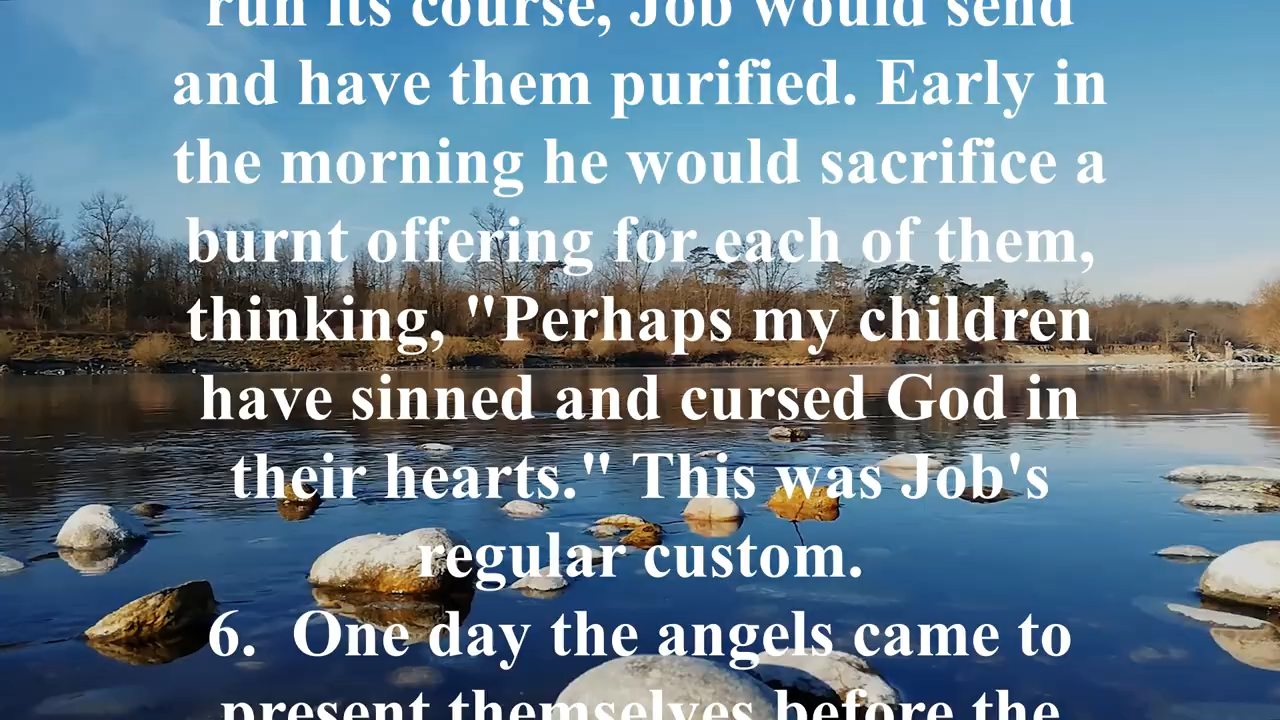 run its course, Job would send
and have them purified. Early in
the morning he would sacrifice a
burnt offering for each of them,
thinking, "Perhaps my children
have sinned and cursed God in
their hearts." This was Job's
regular custom.
6. One day the angels came to
present themselves before the